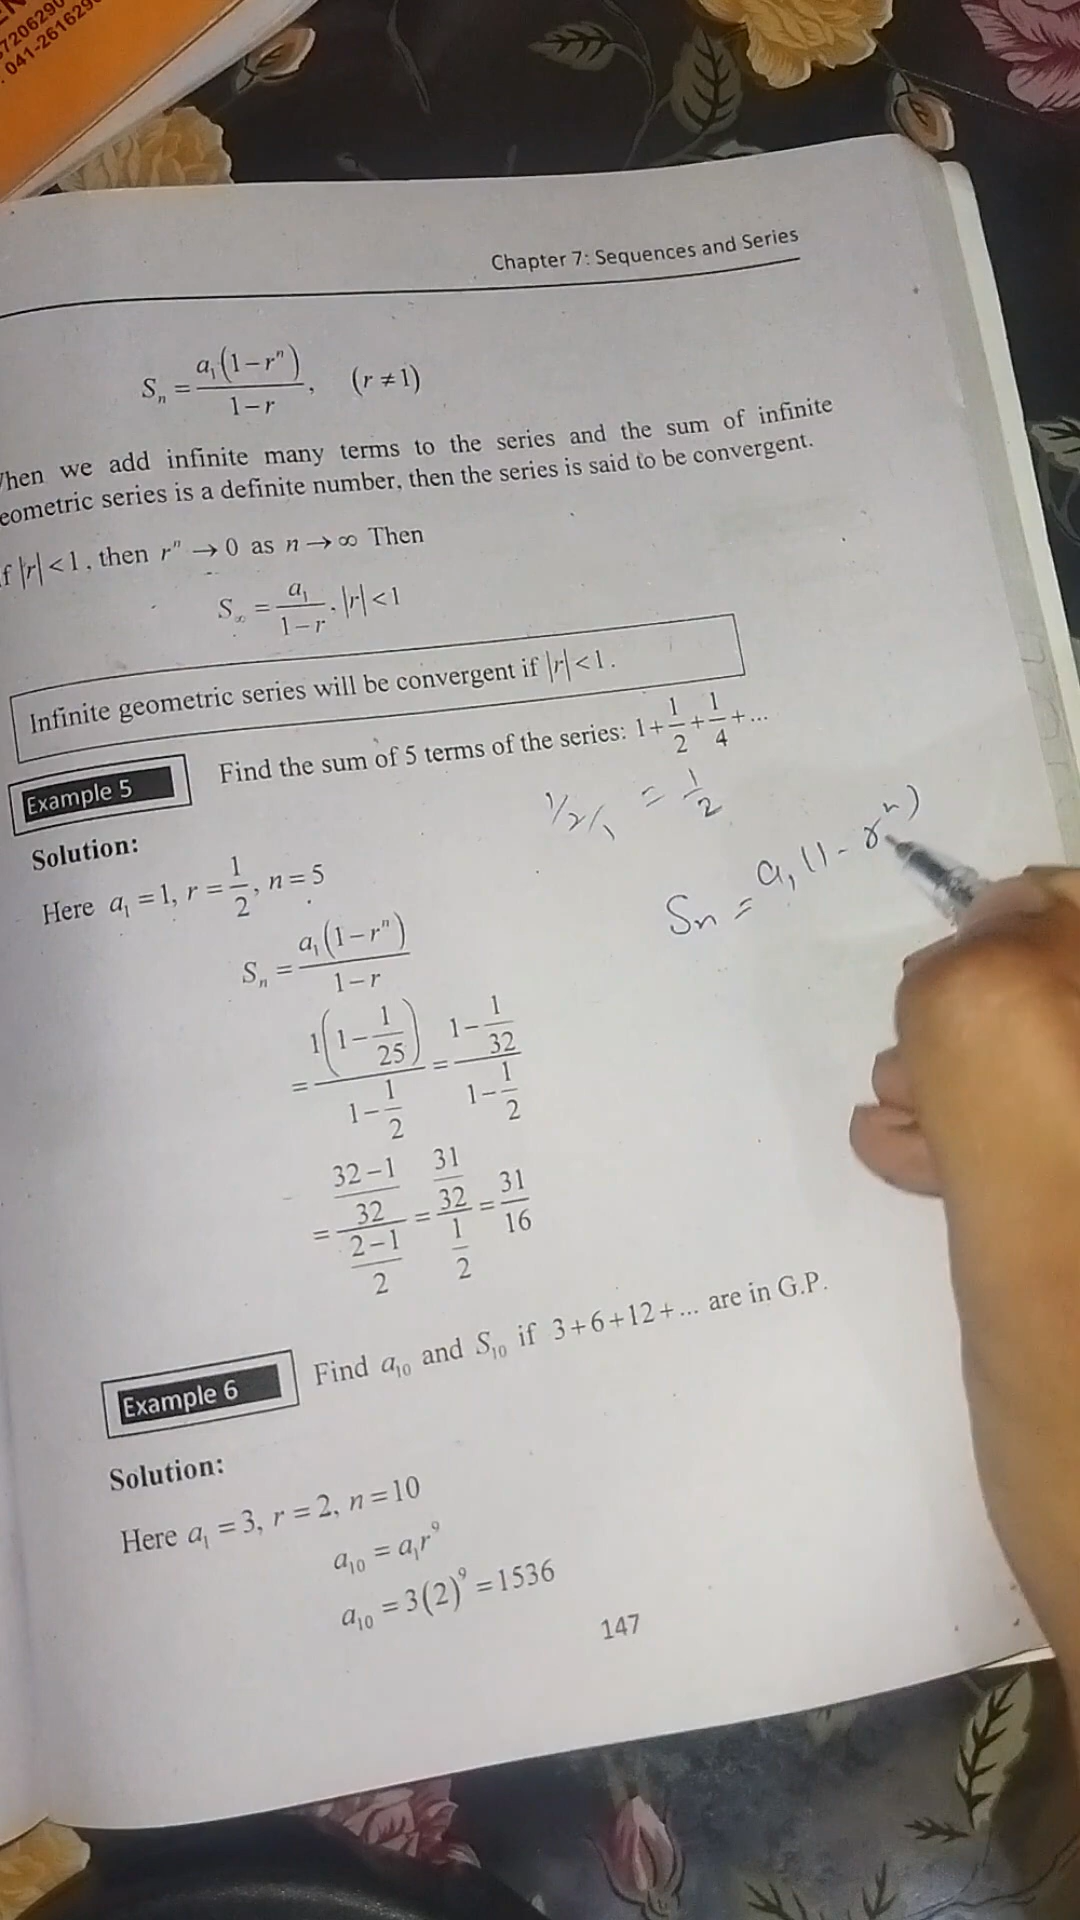 041-261629
Chapter 7: Sequences and Series
Sₙ = a₁(1−rⁿ) / 1−r, (r ≠ 1)
hen we add infinite many terms to the series and the sum of infinite
eometric series is a definite number, then the series is said to be convergent.
f |r| < 1, then rⁿ → 0 as n → ∞ Then
S∞ = a₁ / 1−r, |r| < 1
Infinite geometric series will be convergent if |r| < 1.
Example 5 Find the sum of 5 terms of the series: 1 + 1/2 + 1/4 + ...
1/2/1 = 1/2
Solution:
Here a₁ = 1, r = 1/2, n = 5
Sn = a₁(1 - rⁿ)
Sₙ = a₁(1−rⁿ) / 1−r
= 1(1 − 1/25) / 1 − 1/2 = 1 − 1/32 / 1 − 1/2
= 32−1/32 / 2−1/2 = 31/32 / 1/2 = 31/16
Example 6 Find a₁₀ and S₁₀ if 3+6+12+... are in G.P.
Solution:
Here a₁ = 3, r = 2, n = 10
a₁₀ = a₁r⁹
a₁₀ = 3(2)⁹ = 1536
147